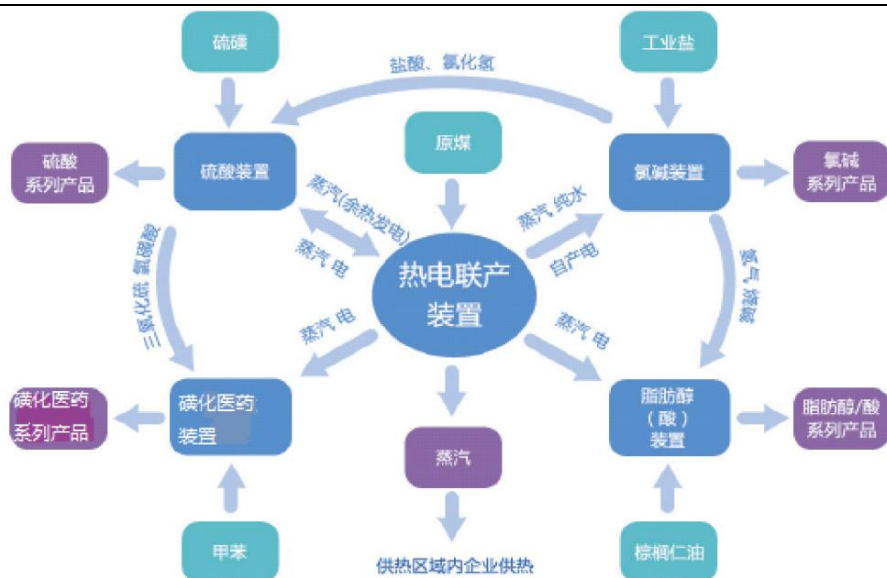 硫磺
工业盐
盐酸、氯化氢
原煤
硫酸
系列产品
硫酸装置
氯碱装置
氯碱
系列产品
蒸汽(余热发电)
蒸汽 电
蒸汽 纯水
自产电
三氧化硫 氯磺酸
氢气 烧碱
热电联产
装置
蒸汽 电
蒸汽 电
磺化医药
系列产品
磺化医药
装置
脂肪醇
（酸）
装置
脂肪醇/酸
系列产品
蒸汽
甲苯
供热区域内企业供热
棕榈仁油